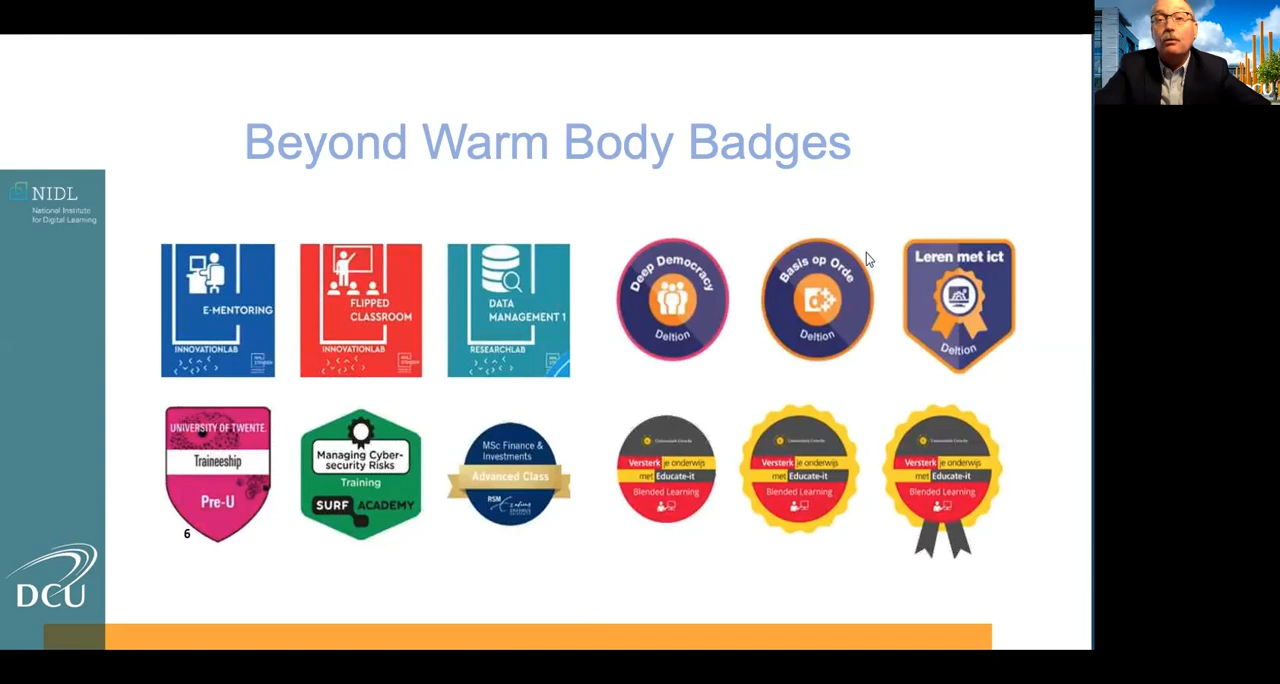 Beyond Warm Body Badges
NIDL
National Institute
for Digital Learning
E-MENTORING
INNOVATIONLAB
FLIPPED
CLASSROOM
INNOVATIONLAB
DATA
MANAGEMENT 1
RESEARCHLAB
Deep Democracy
Deltion
Basis op Orde
d
Deltion
Leren met ict
Deltion
UNIVERSITY OF TWENTE.
Traineeship
Pre-U
Managing Cyber-
security Risks
Training
SURF ACADEMY
MSc Finance &
Investments
Advanced Class
RSM
Versterk je onderwijs
met Educate-it
Blended Learning
Versterk je onderwijs
met Educate-it
Blended Learning
Versterk je onderwijs
met Educate-it
Blended Learning
6
DCU
CU